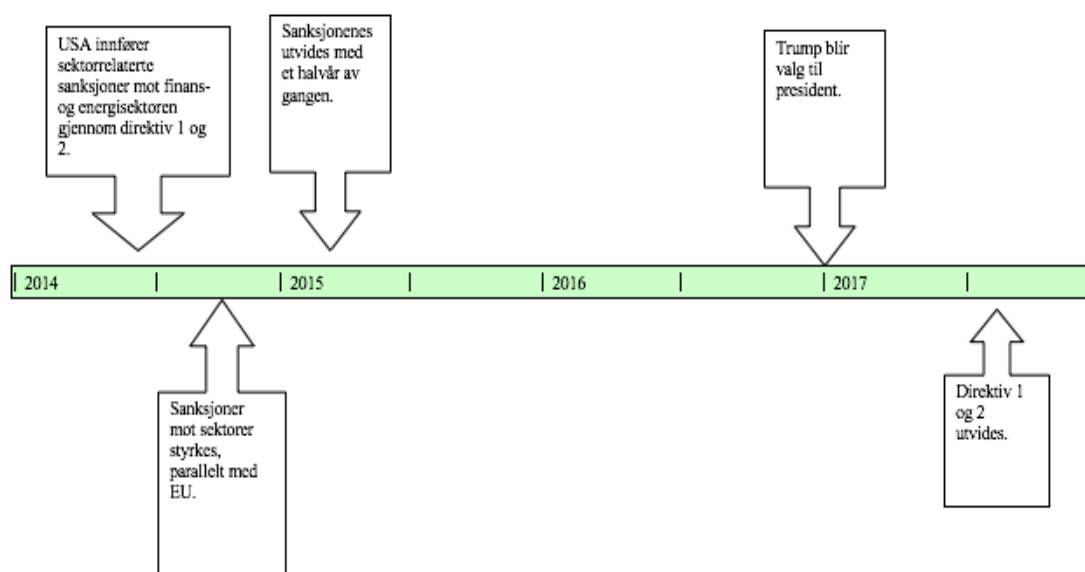 USA innfører
sektorrelaterte
sanksjoner mot finans-
og energisektoren
gjennom direktiv 1 og
2.
Sanksjonenes
utvides med
et halvår av
gangen.
Trump blir
valg til
president.
2014
2015
2016
2017
Sanksjoner
mot sektorer
styrkes,
parallelt med
EU.
Direktiv 1
og 2
utvides.